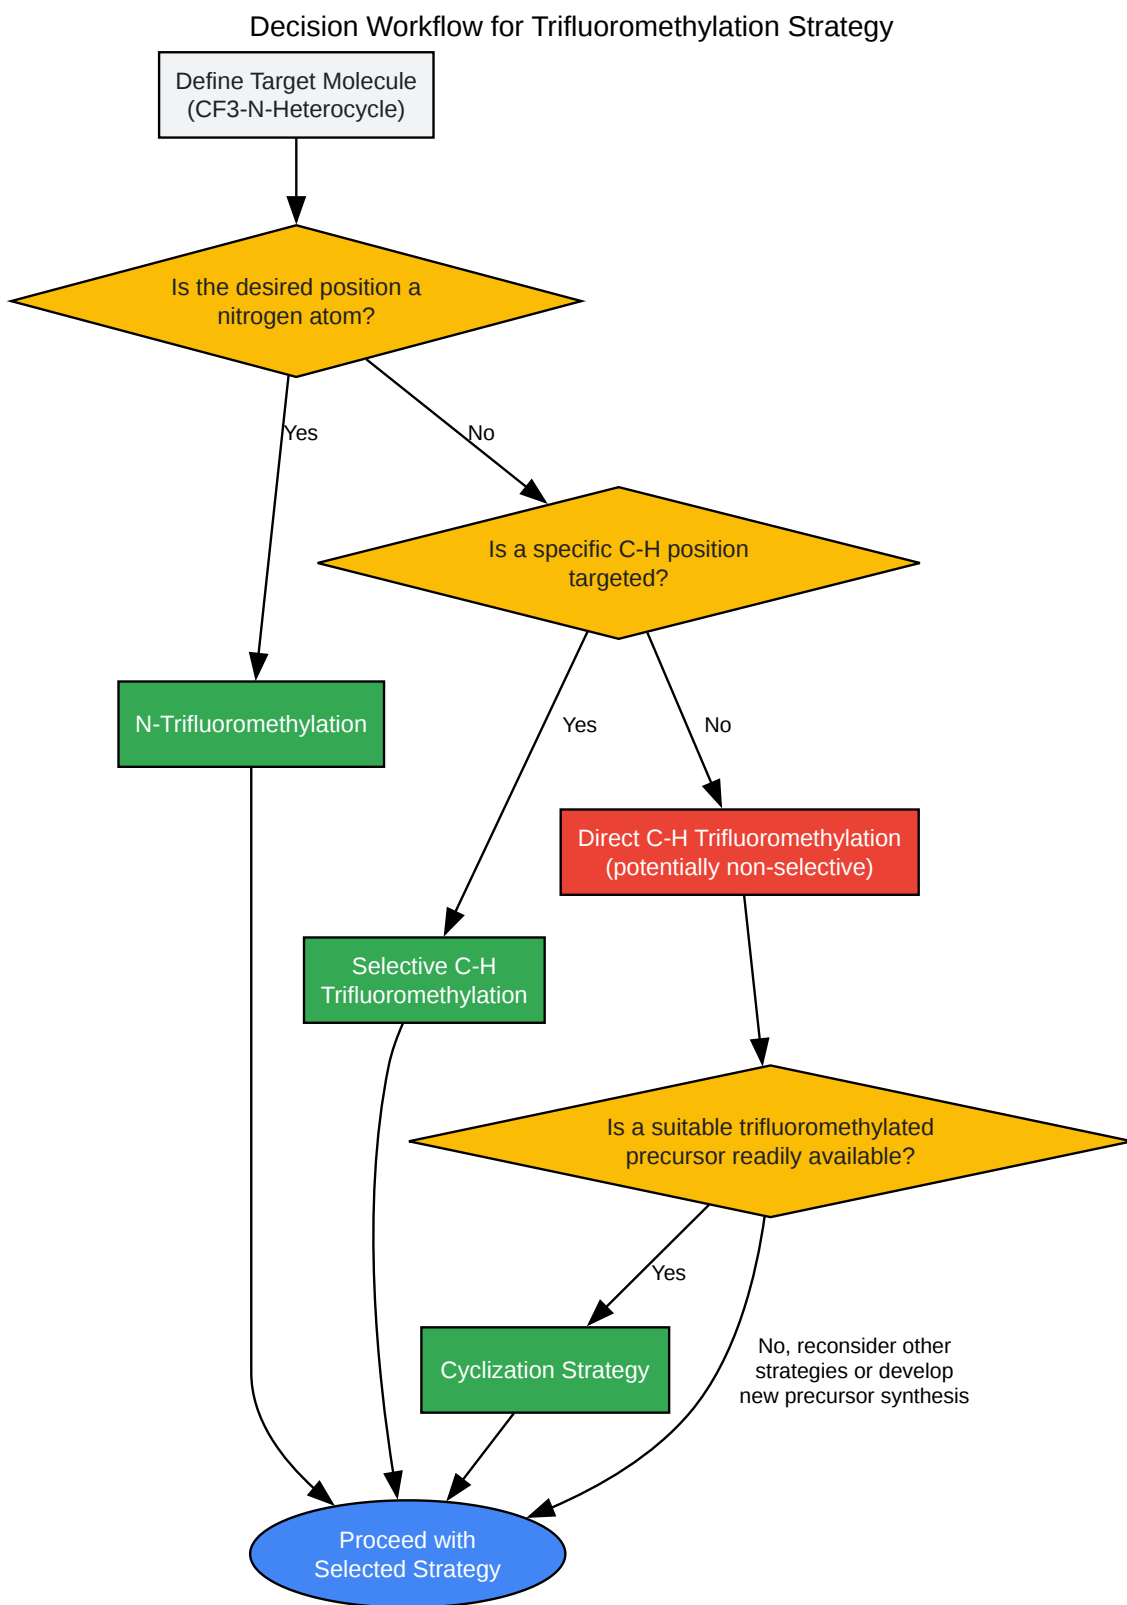 Decision Workflow for Trifluoromethylation Strategy
Define Target Molecule
(CF3-N-Heterocycle)
Is the desired position a
nitrogen atom?
Yes
No
Is a specific C-H position
targeted?
N-Trifluoromethylation
Yes
No
Direct C-H Trifluoromethylation
(potentially non-selective)
Selective C-H
Trifluoromethylation
Is a suitable trifluoromethylated
precursor readily available?
Yes
No, reconsider other
strategies or develop
new precursor synthesis
Cyclization Strategy
Proceed with
Selected Strategy